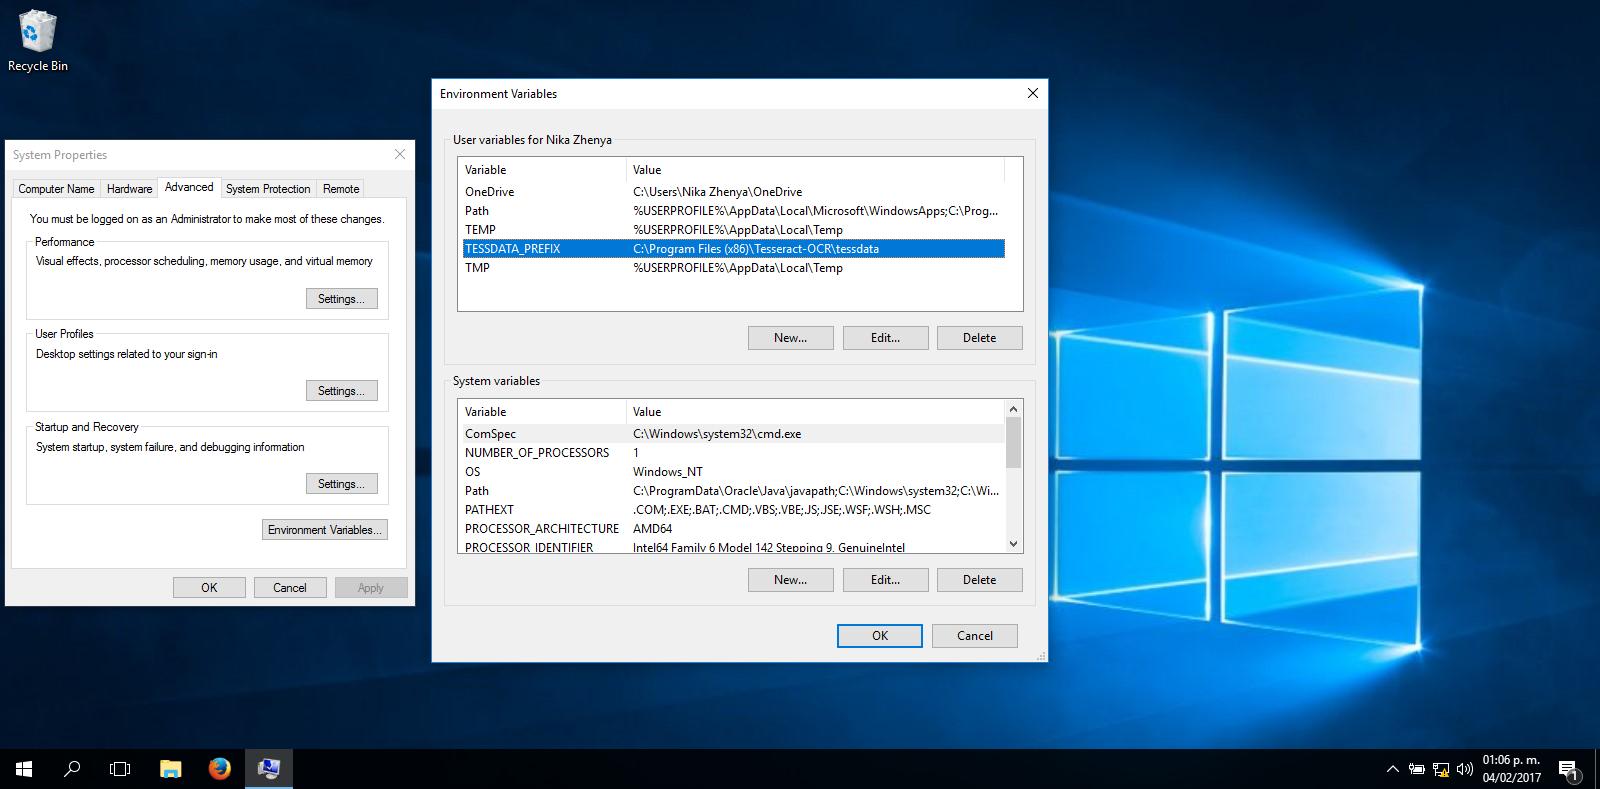 Recycle Bin
System Properties
Computer Name Hardware Advanced System Protection Remote
You must be logged on as an Administrator to make most of these changes.
Performance
Visual effects, processor scheduling, memory usage, and virtual memory
Settings...
User Profiles
Desktop settings related to your sign-in
Settings...
Startup and Recovery
System startup, system failure, and debugging information
Settings...
Environment Variables...
OK Cancel Apply
Environment Variables
User variables for Nika Zhenya
Variable Value
OneDrive C:\Users\Nika Zhenya\OneDrive
Path %USERPROFILE%\AppData\Local\Microsoft\WindowsApps;C:\Prog...
TEMP %USERPROFILE%\AppData\Local\Temp
TESSDATA_PREFIX C:\Program Files (x86)\Tesseract-OCR\tessdata
TMP %USERPROFILE%\AppData\Local\Temp
New... Edit... Delete
System variables
Variable Value
ComSpec C:\Windows\system32\cmd.exe
NUMBER_OF_PROCESSORS 1
OS Windows_NT
Path C:\ProgramData\Oracle\Java\javapath;C:\Windows\system32;C:\Wi...
PATHEXT .COM;.EXE;.BAT;.CMD;.VBS;.VBE;.JS;.JSE;.WSF;.WSH;.MSC
PROCESSOR_ARCHITECTURE AMD64
PROCESSOR_IDENTIFIER Intel64 Family 6 Model 142 Stepping 9, GenuineIntel
New... Edit... Delete
OK Cancel
01:06 p. m.
04/02/2017
1